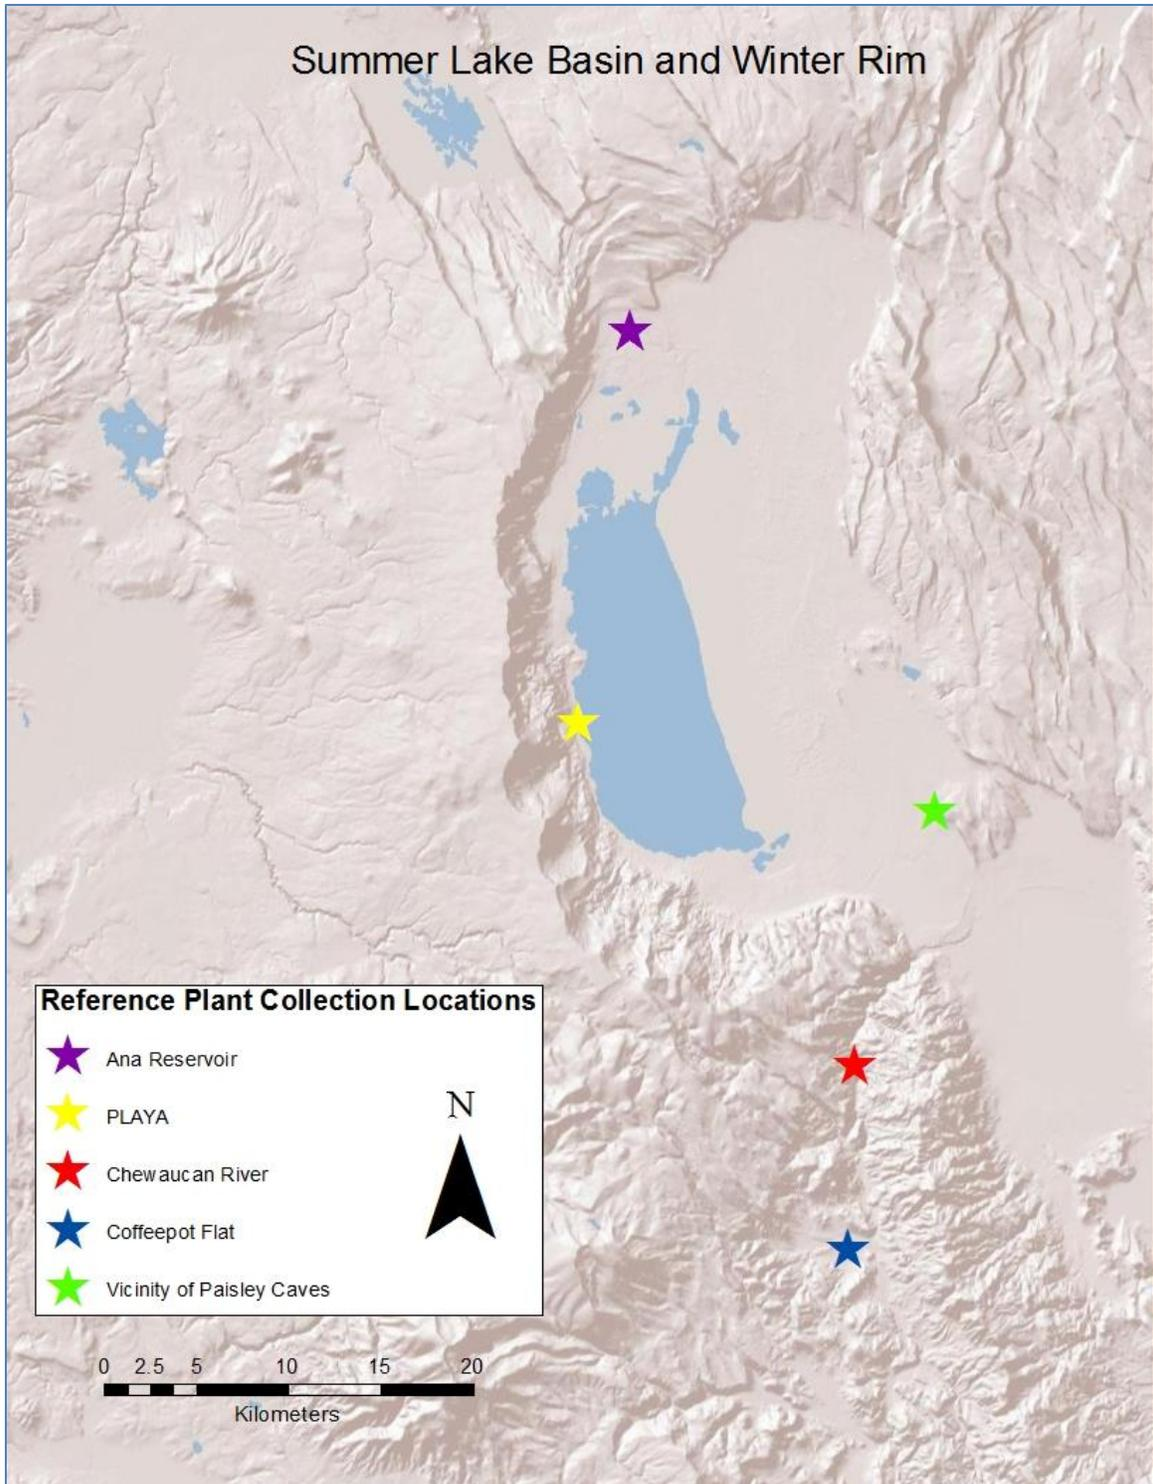 Summer Lake Basin and Winter Rim
Reference Plant Collection Locations
Ana Reservoir
PLAYA
Chewaucan River
Coffeepot Flat
Vicinity of Paisley Caves
N
0 2.5 5 10 15 20
Kilometers